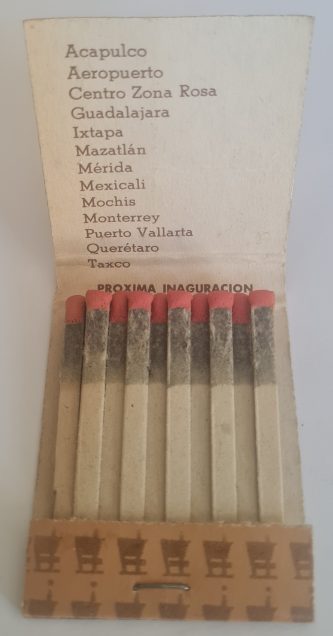 Acapulco
Aeropuerto
Centro Zona Rosa
Guadalajara
Ixtapa
Mazatlán
Mérida
Mexicali
Mochis
Monterrey
Puerto Vallarta
Querétaro
Taxco
PROXIMA INAGURACION